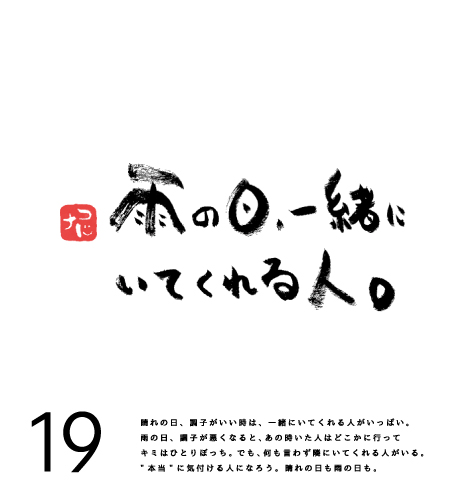 雨の日、一緒に
いてくれる人。
19
晴れの日、調子がいい時は、一緒にいてくれる人がいっぱい。
雨の日、調子が悪くなると、あの時いた人はどこかに行って
キミはひとりぼっち。でも、何も言わず隣にいてくれる人がいる。
"本当"に気付ける人になろう。晴れの日も雨の日も。